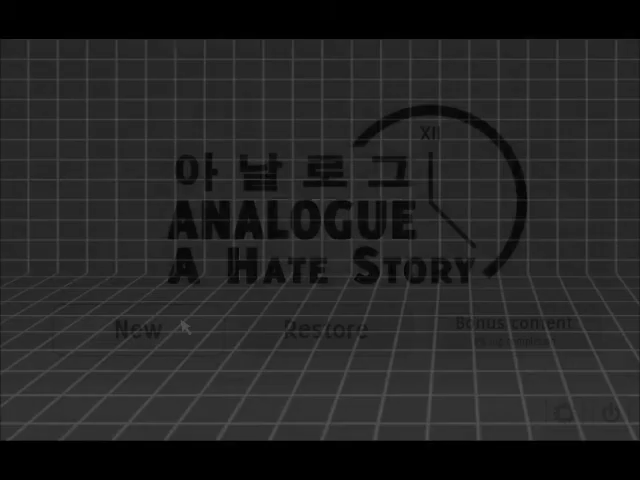 XII
아날로그
ANALOGUE
A HATE STORY
New
Restore
Bonus content